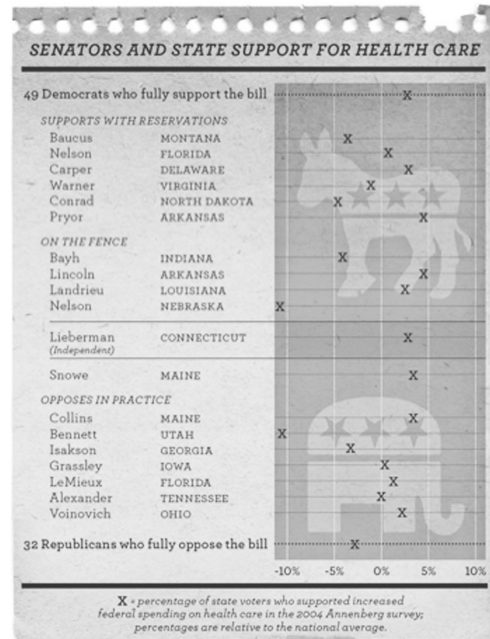 SENATORS AND STATE SUPPORT FOR HEALTH CARE
49 Democrats who fully support the bill X
SUPPORTS WITH RESERVATIONS
Baucus MONTANA X
Nelson FLORIDA X
Carper DELAWARE X
Warner VIRGINIA X
Conrad NORTH DAKOTA X
Pryor ARKANSAS X
ON THE FENCE
Bayh INDIANA X
Lincoln ARKANSAS X
Landrieu LOUISIANA X
Nelson NEBRASKA X
Lieberman CONNECTICUT X
(Independent)
Snowe MAINE X
OPPOSES IN PRACTICE
Collins MAINE X
Bennett UTAH X
Isakson GEORGIA X
Grassley IOWA X
LeMieux FLORIDA X
Alexander TENNESSEE X
Voinovich OHIO X
32 Republicans who fully oppose the bill X
-10% -5% 0% 5% 10%
X = percentage of state voters who supported increased
federal spending on health care in the 2004 Annenberg survey;
percentages are relative to the national average.